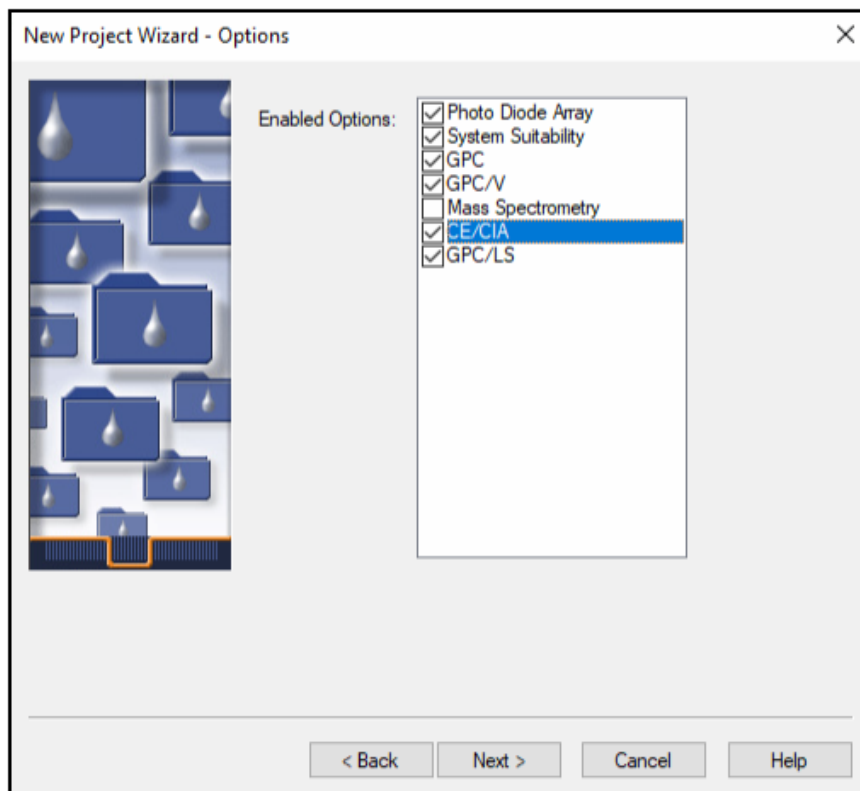 New Project Wizard - Options
Enabled Options:
Photo Diode Array
System Suitability
GPC
GPC/V
Mass Spectrometry
CE/CIA
GPC/LS
< Back
Next >
Cancel
Help